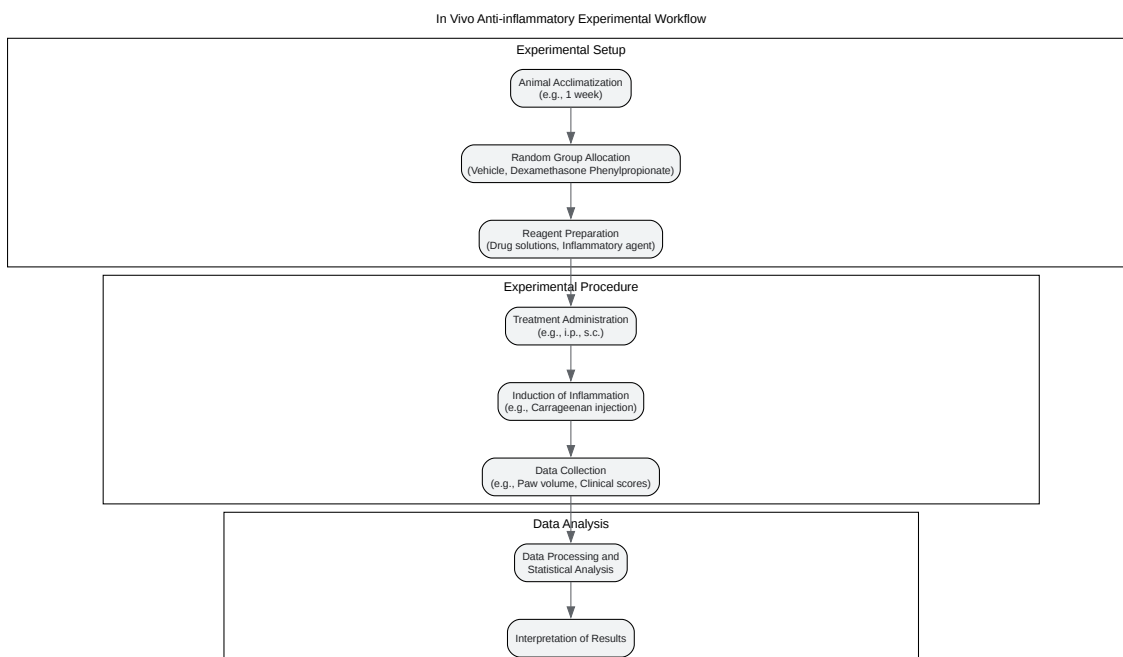 In Vivo Anti-inflammatory Experimental Workflow
Experimental Setup
Animal Acclimatization
(e.g., 1 week)
Random Group Allocation
(Vehicle, Dexamethasone Phenylpropionate)
Reagent Preparation
(Drug solutions, Inflammatory agent)
Experimental Procedure
Treatment Administration
(e.g., i.p., s.c.)
Induction of Inflammation
(e.g., Carrageenan injection)
Data Collection
(e.g., Paw volume, Clinical scores)
Data Analysis
Data Processing and
Statistical Analysis
Interpretation of Results